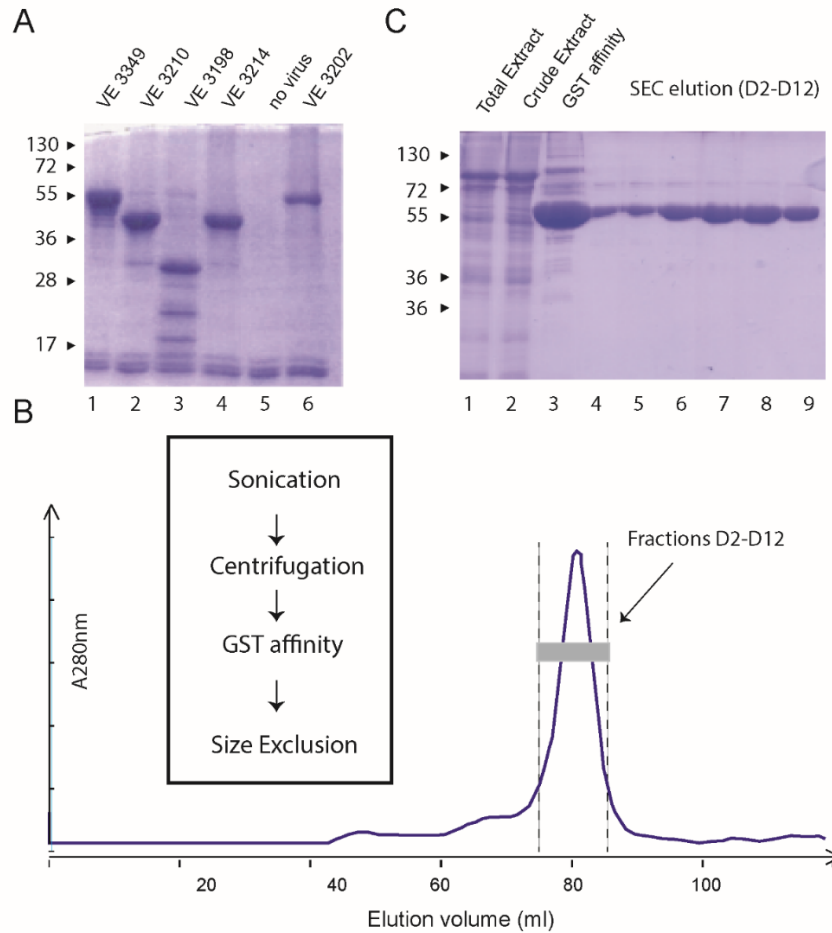 A
VE 3349
VE 3210
VE 3198
VE 3214
no virus
VE 3202
130
72
55
36
28
17
1 2 3 4 5 6
C
Total Extract
Crude Extract
GST affinity
SEC elution (D2-D12)
130
72
55
36
36
1 2 3 4 5 6 7 8 9
B
Sonication
Centrifugation
GST affinity
Size Exclusion
Fractions D2-D12
A280nm
20 40 60 80 100
Elution volume (ml)